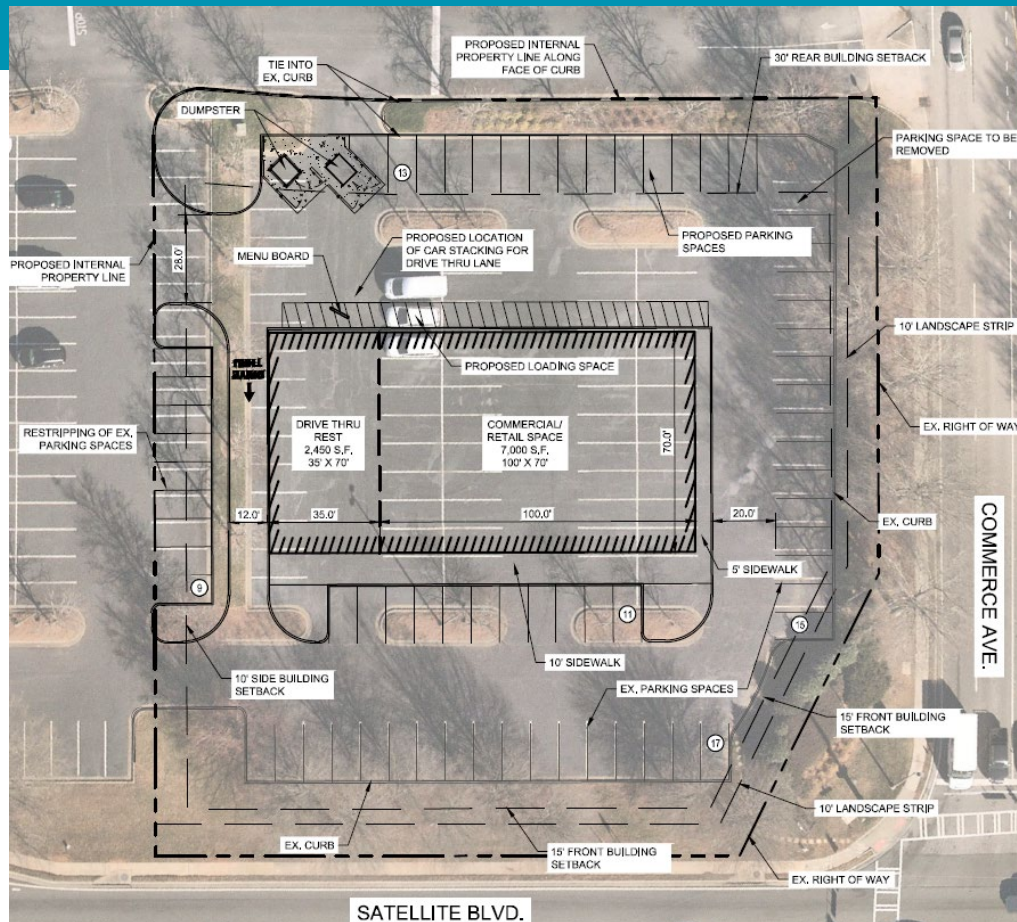 PROPOSED INTERNAL
PROPERTY LINE ALONG
FACE OF CURB
TIE INTO
EX. CURB
30' REAR BUILDING SETBACK
DUMPSTER
PARKING SPACE TO BE
REMOVED
13
PROPOSED LOCATION
OF CAR STACKING FOR
DRIVE THRU LANE
PROPOSED PARKING
SPACES
MENU BOARD
PROPOSED INTERNAL
PROPERTY LINE
28.0'
10' LANDSCAPE STRIP
PROPOSED LOADING SPACE
RESTRIPING OF EX.
PARKING SPACES
DRIVE THRU
REST
2,450 S.F.
35' X 70'
COMMERCIAL/
RETAIL SPACE
7,000 S.F.
100' X 70'
70.0'
EX. RIGHT OF WAY
12.0'
35.0'
100.0'
20.0'
EX. CURB
COMMERCE AVE.
5' SIDEWALK
9
11
15
10' SIDEWALK
10' SIDE BUILDING
SETBACK
EX. PARKING SPACES
15' FRONT BUILDING
SETBACK
17
10' LANDSCAPE STRIP
EX. CURB
15' FRONT BUILDING
SETBACK
EX. RIGHT OF WAY
SATELLITE BLVD.